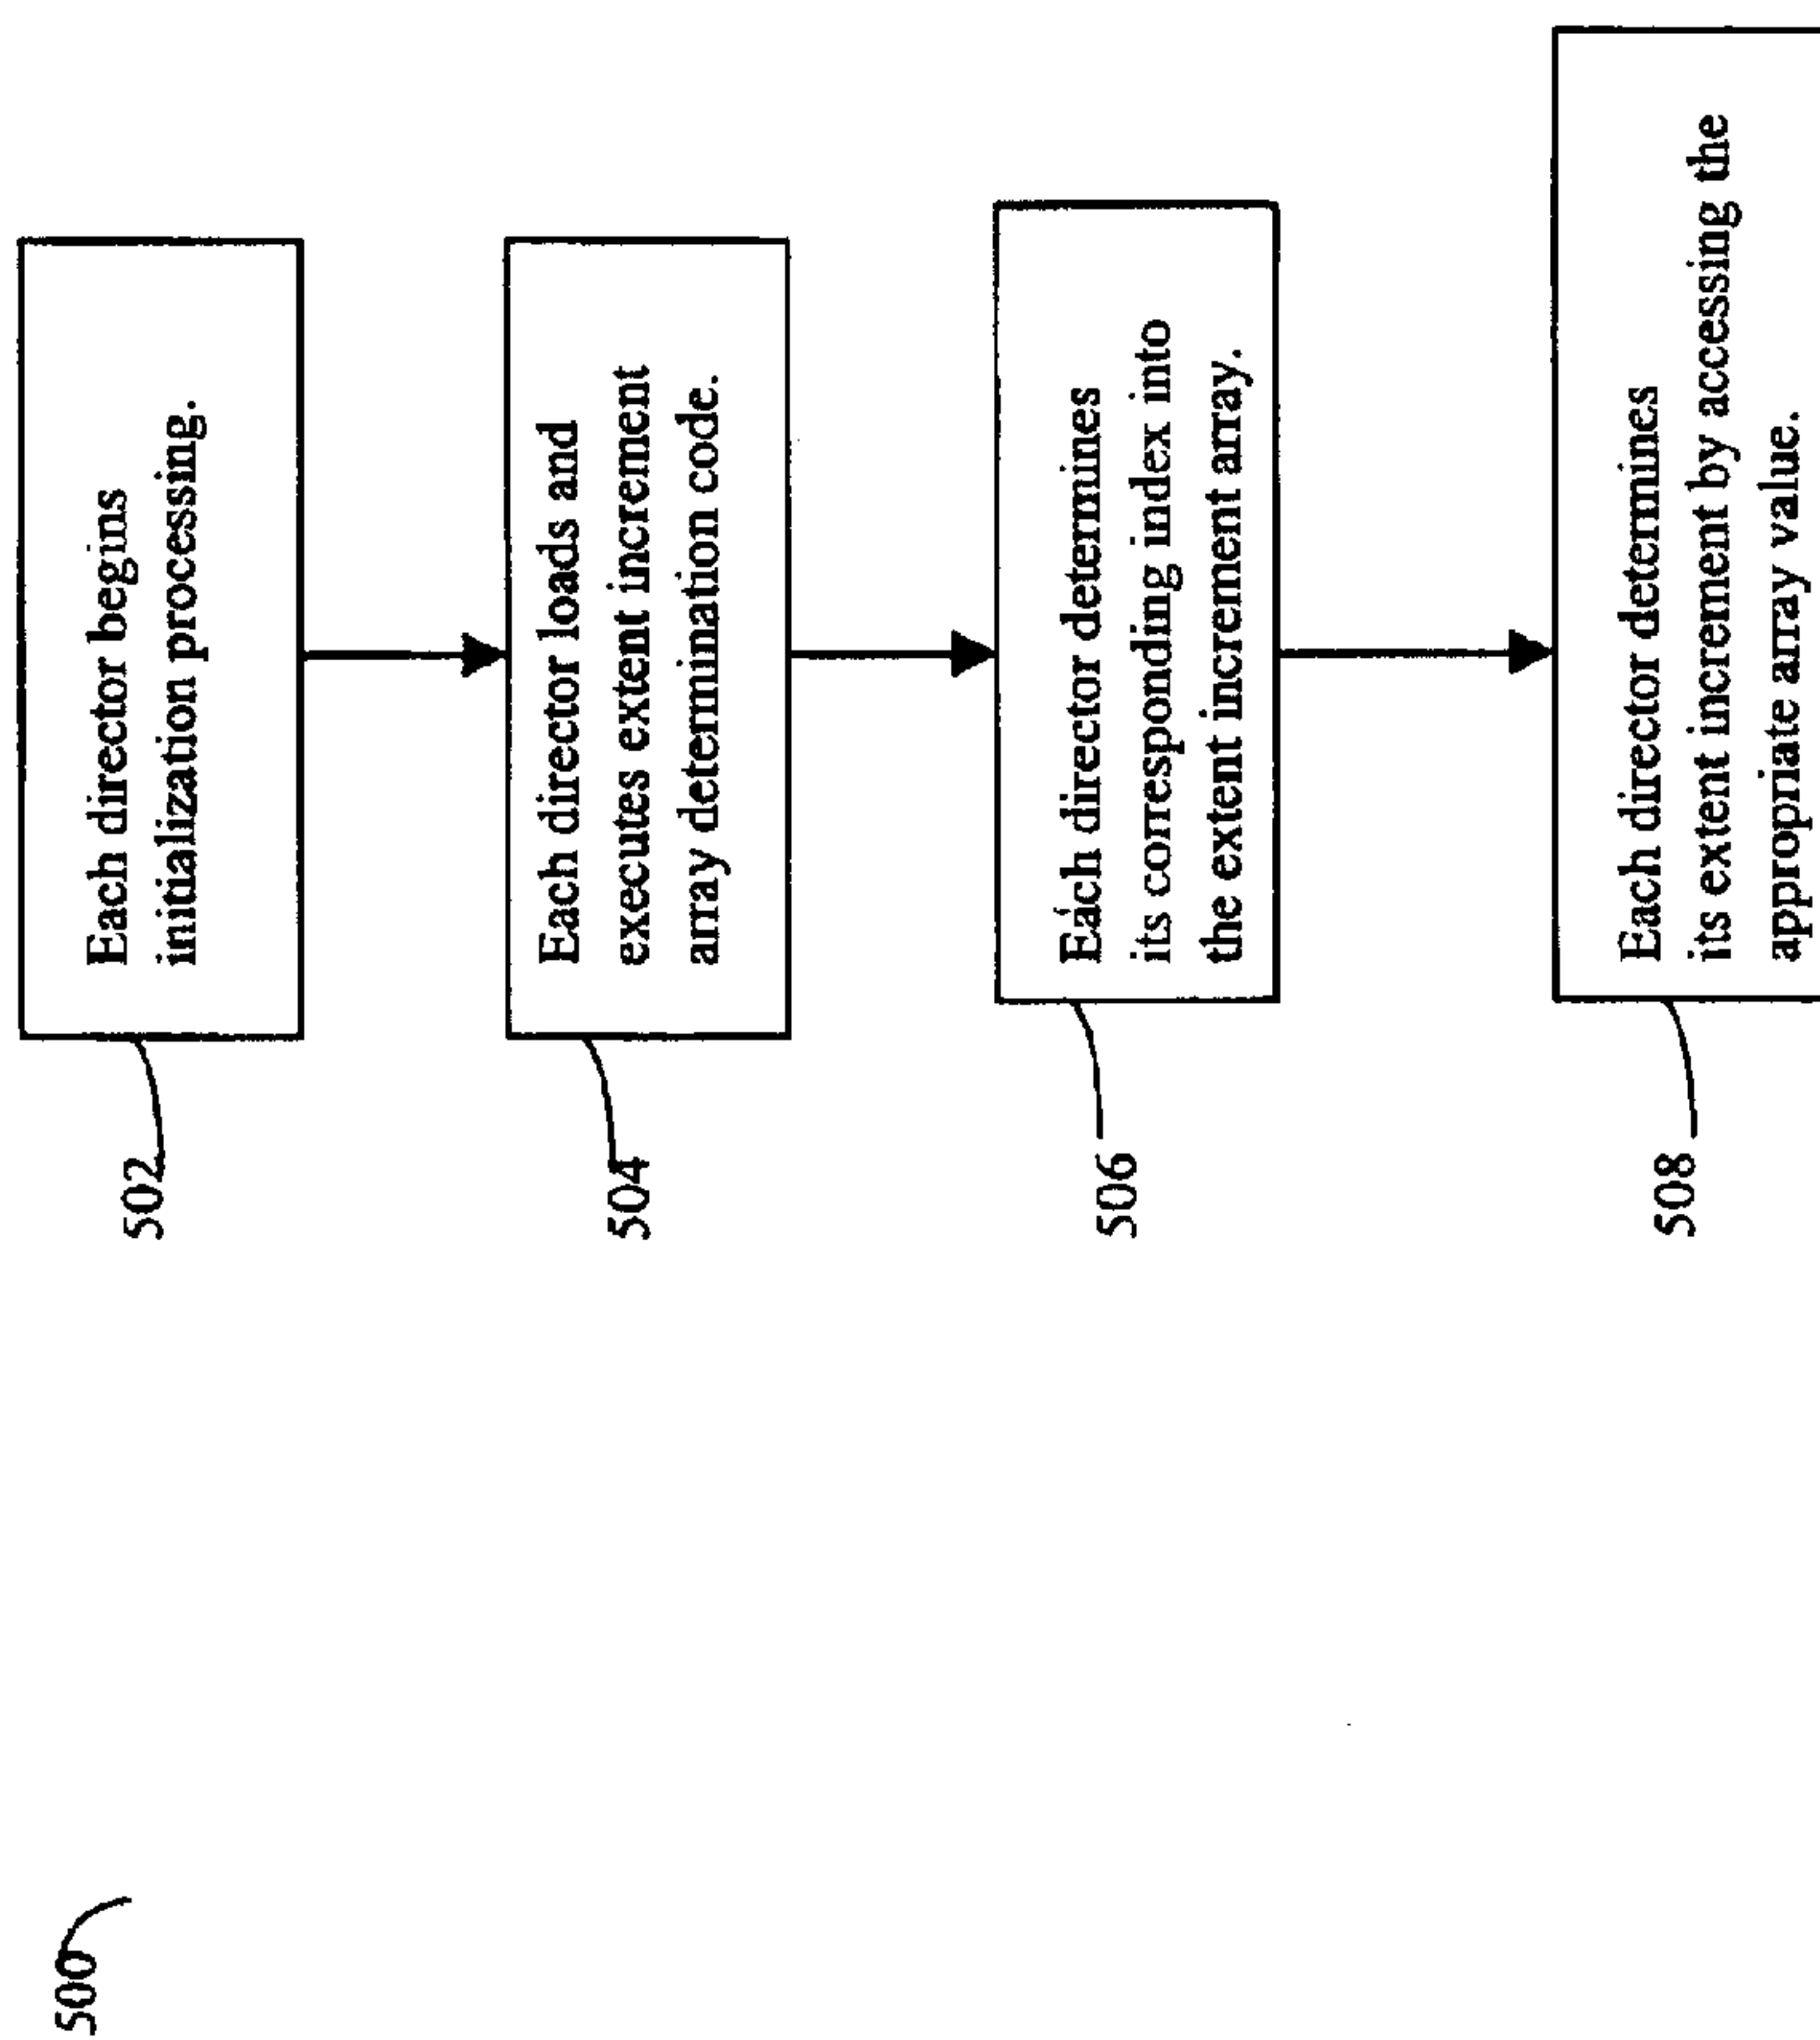 500
502
Each director begins
initialization processing.
504
Each director loads and
executes extent increment
array determination code.
506
Each director determines
its corresponding index into
the extent increment array.
508
Each director determines
its extent increment by accessing the
appropriate array value.